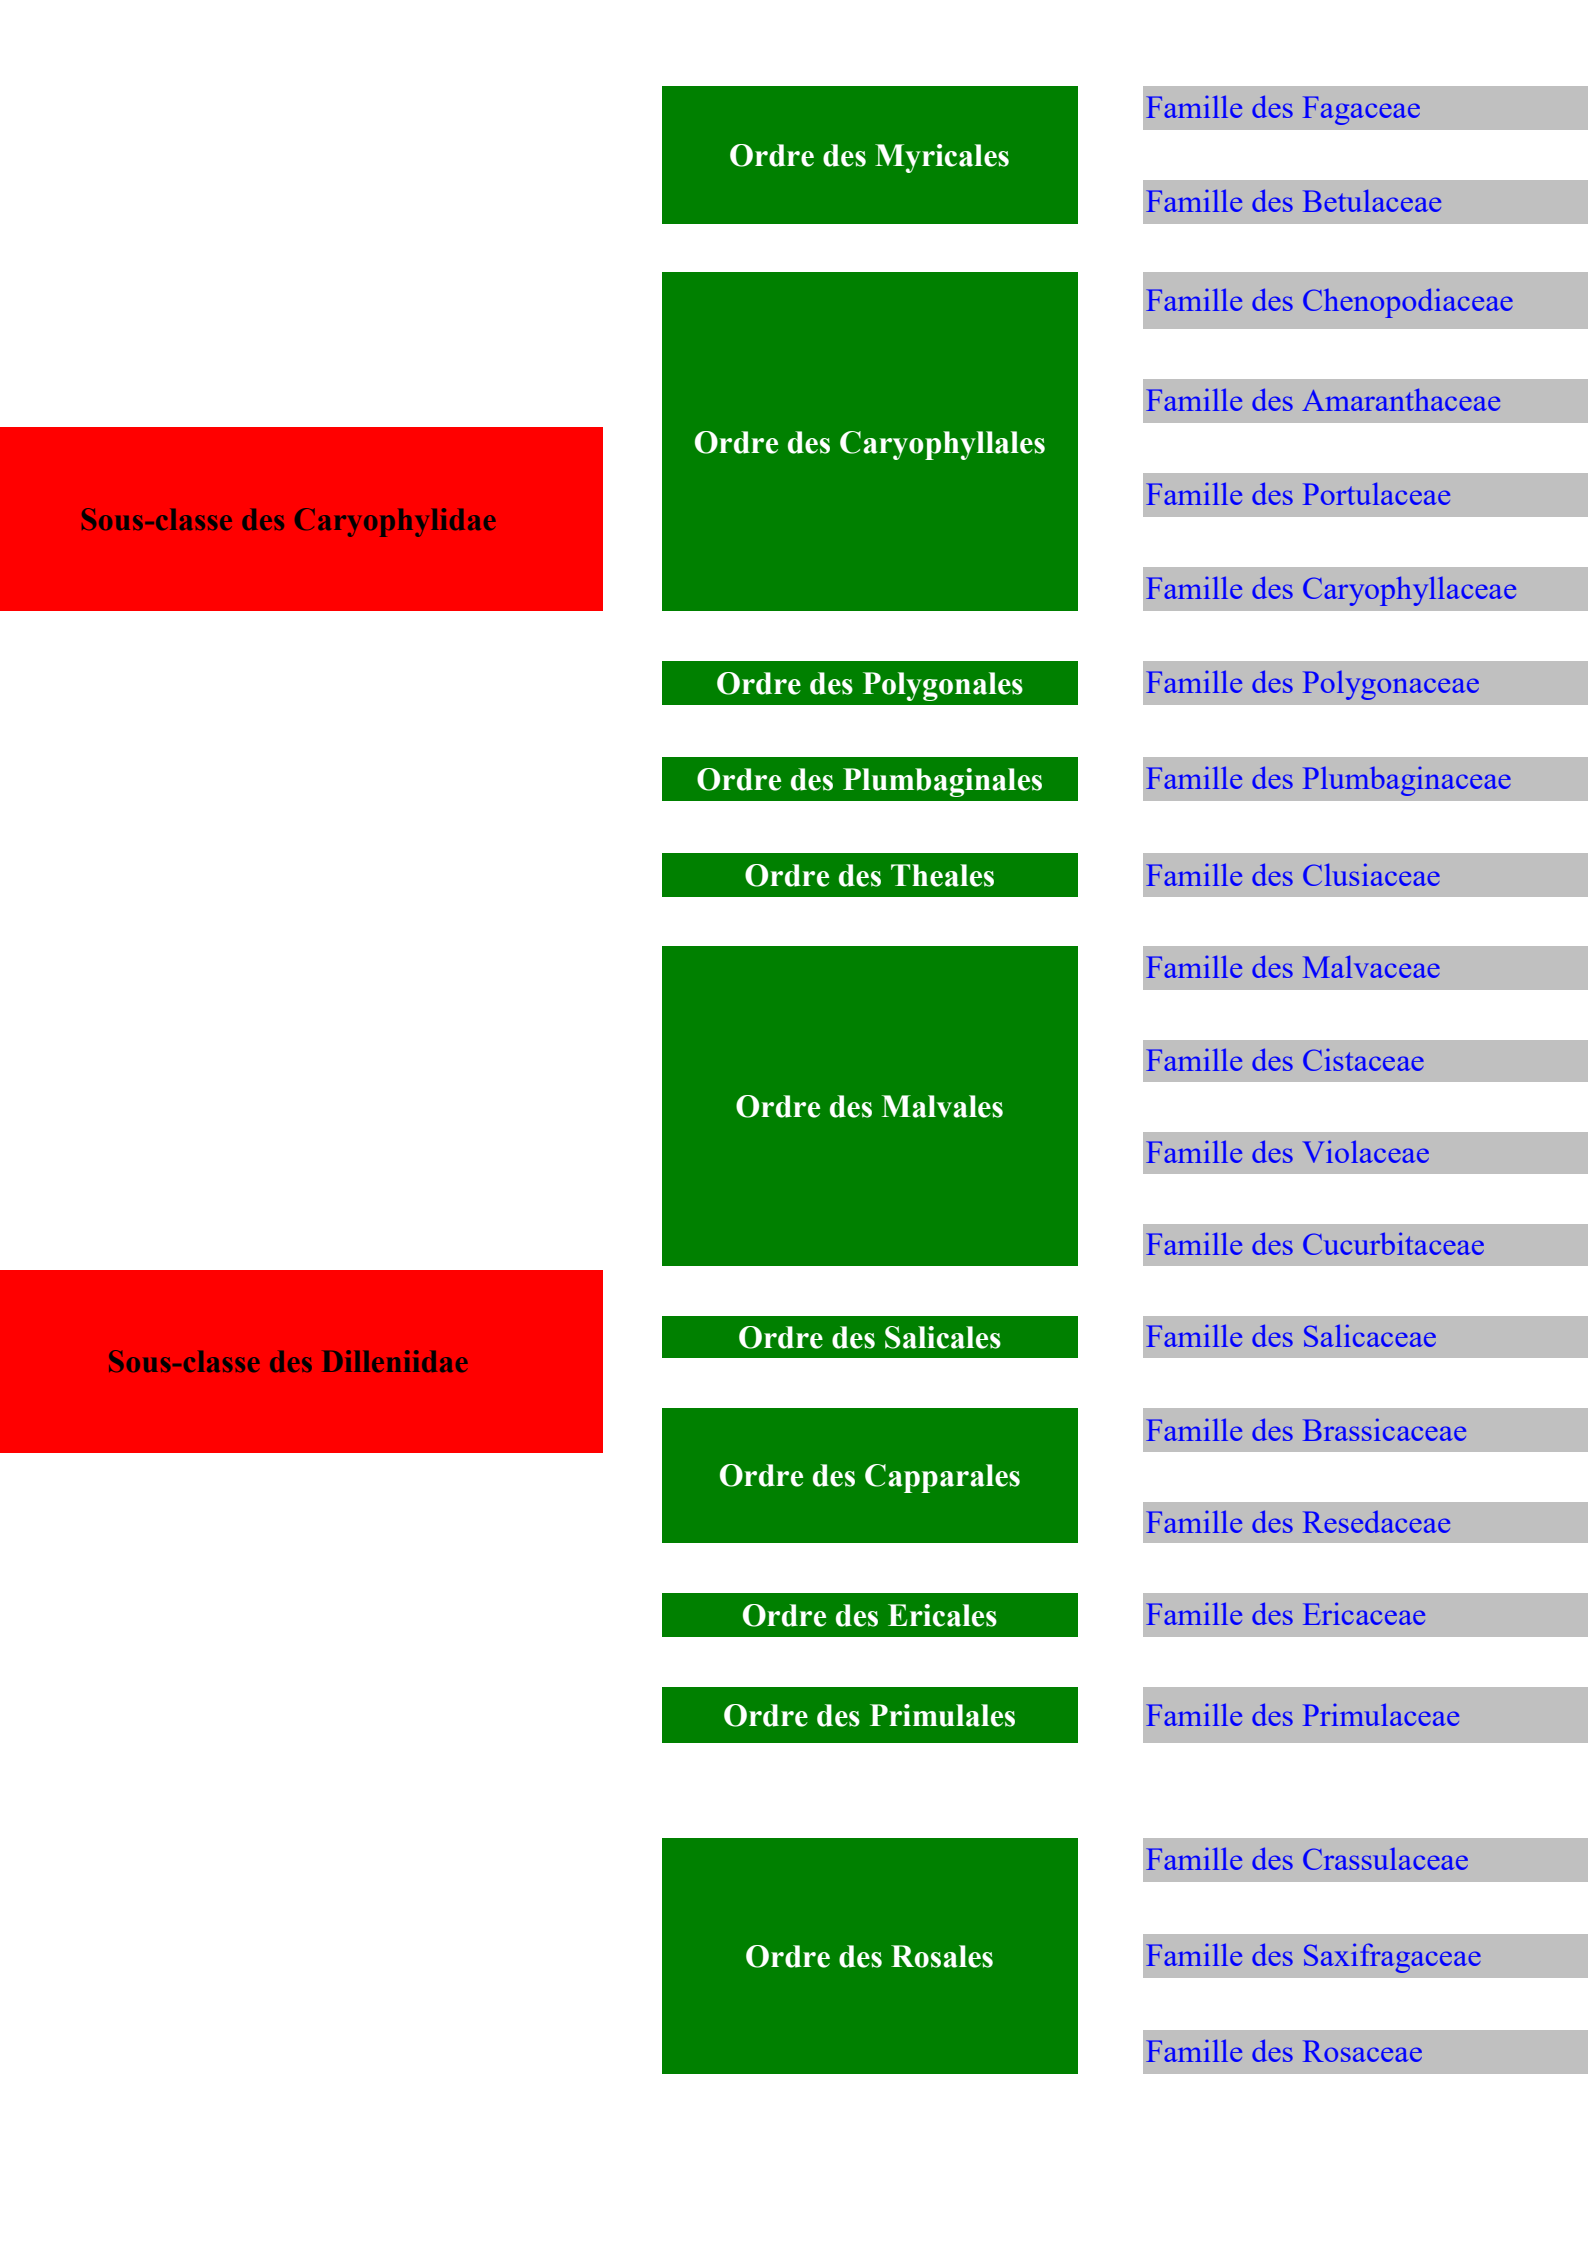 Ordre des Myricales
Famille des Fagaceae
Famille des Betulaceae
Sous-classe des Caryophylidae
Ordre des Caryophyllales
Famille des Chenopodiaceae
Famille des Amaranthaceae
Famille des Portulaceae
Famille des Caryophyllaceae
Ordre des Polygonales
Famille des Polygonaceae
Ordre des Plumbaginales
Famille des Plumbaginaceae
Ordre des Theales
Famille des Clusiaceae
Ordre des Malvales
Famille des Malvaceae
Famille des Cistaceae
Famille des Violaceae
Famille des Cucurbitaceae
Sous-classe des Dilleniidae
Ordre des Salicales
Famille des Salicaceae
Ordre des Capparales
Famille des Brassicaceae
Famille des Resedaceae
Ordre des Ericales
Famille des Ericaceae
Ordre des Primulales
Famille des Primulaceae
Ordre des Rosales
Famille des Crassulaceae
Famille des Saxifragaceae
Famille des Rosaceae